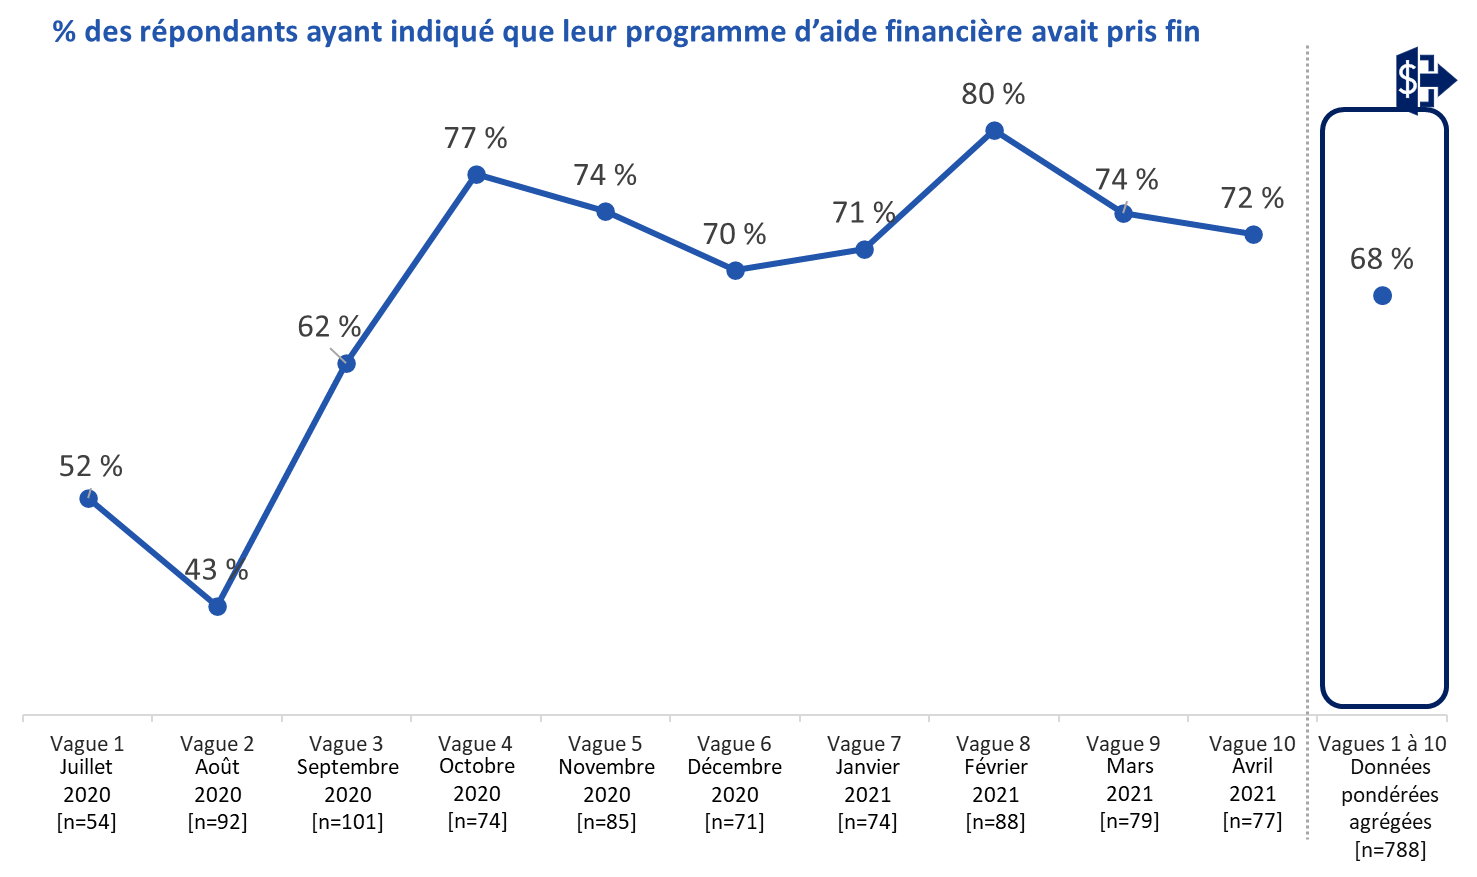 % des répondants ayant indiqué que leur programme d’aide financière avait pris fin
$
80 %
77 %
74 %
74 %
72 %
71 %
70 %
68 %
62 %
52 %
43 %
Vague 1
Juillet
2020
[n=54]
Vague 2
Août
2020
[n=92]
Vague 3
Septembre
2020
[n=101]
Vague 4
Octobre
2020
[n=74]
Vague 5
Novembre
2020
[n=85]
Vague 6
Décembre
2020
[n=71]
Vague 7
Janvier
2021
[n=74]
Vague 8
Février
2021
[n=88]
Vague 9
Mars
2021
[n=79]
Vague 10
Avril
2021
[n=77]
Vagues 1 à 10
Données
pondérées
agrégées
[n=788]